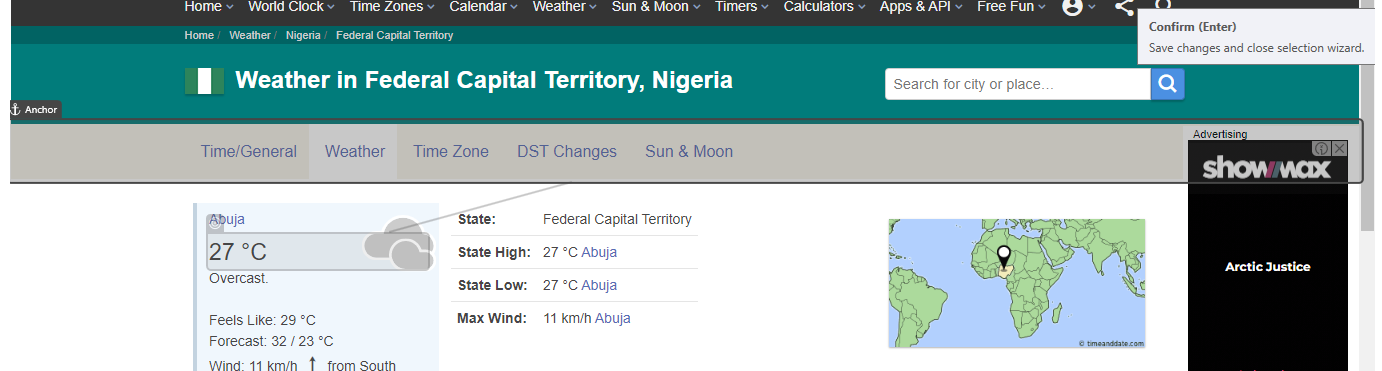 Home World Clock Time Zones Calendar Weather Sun & Moon Timers Calculators Apps & API Free Fun
Confirm (Enter)
Save changes and close selection wizard.
Home / Weather / Nigeria / Federal Capital Territory
Weather in Federal Capital Territory, Nigeria
Search for city or place…
Anchor
Time/General Weather Time Zone DST Changes Sun & Moon
Advertising
showmax
Abuja
27 °C
Overcast.
Feels Like: 29 °C
Forecast: 32 / 23 °C
Wind: 11 km/h ↑ from South
State: Federal Capital Territory
State High: 27 °C Abuja
State Low: 27 °C Abuja
Max Wind: 11 km/h Abuja
© timeanddate.com
Arctic Justice